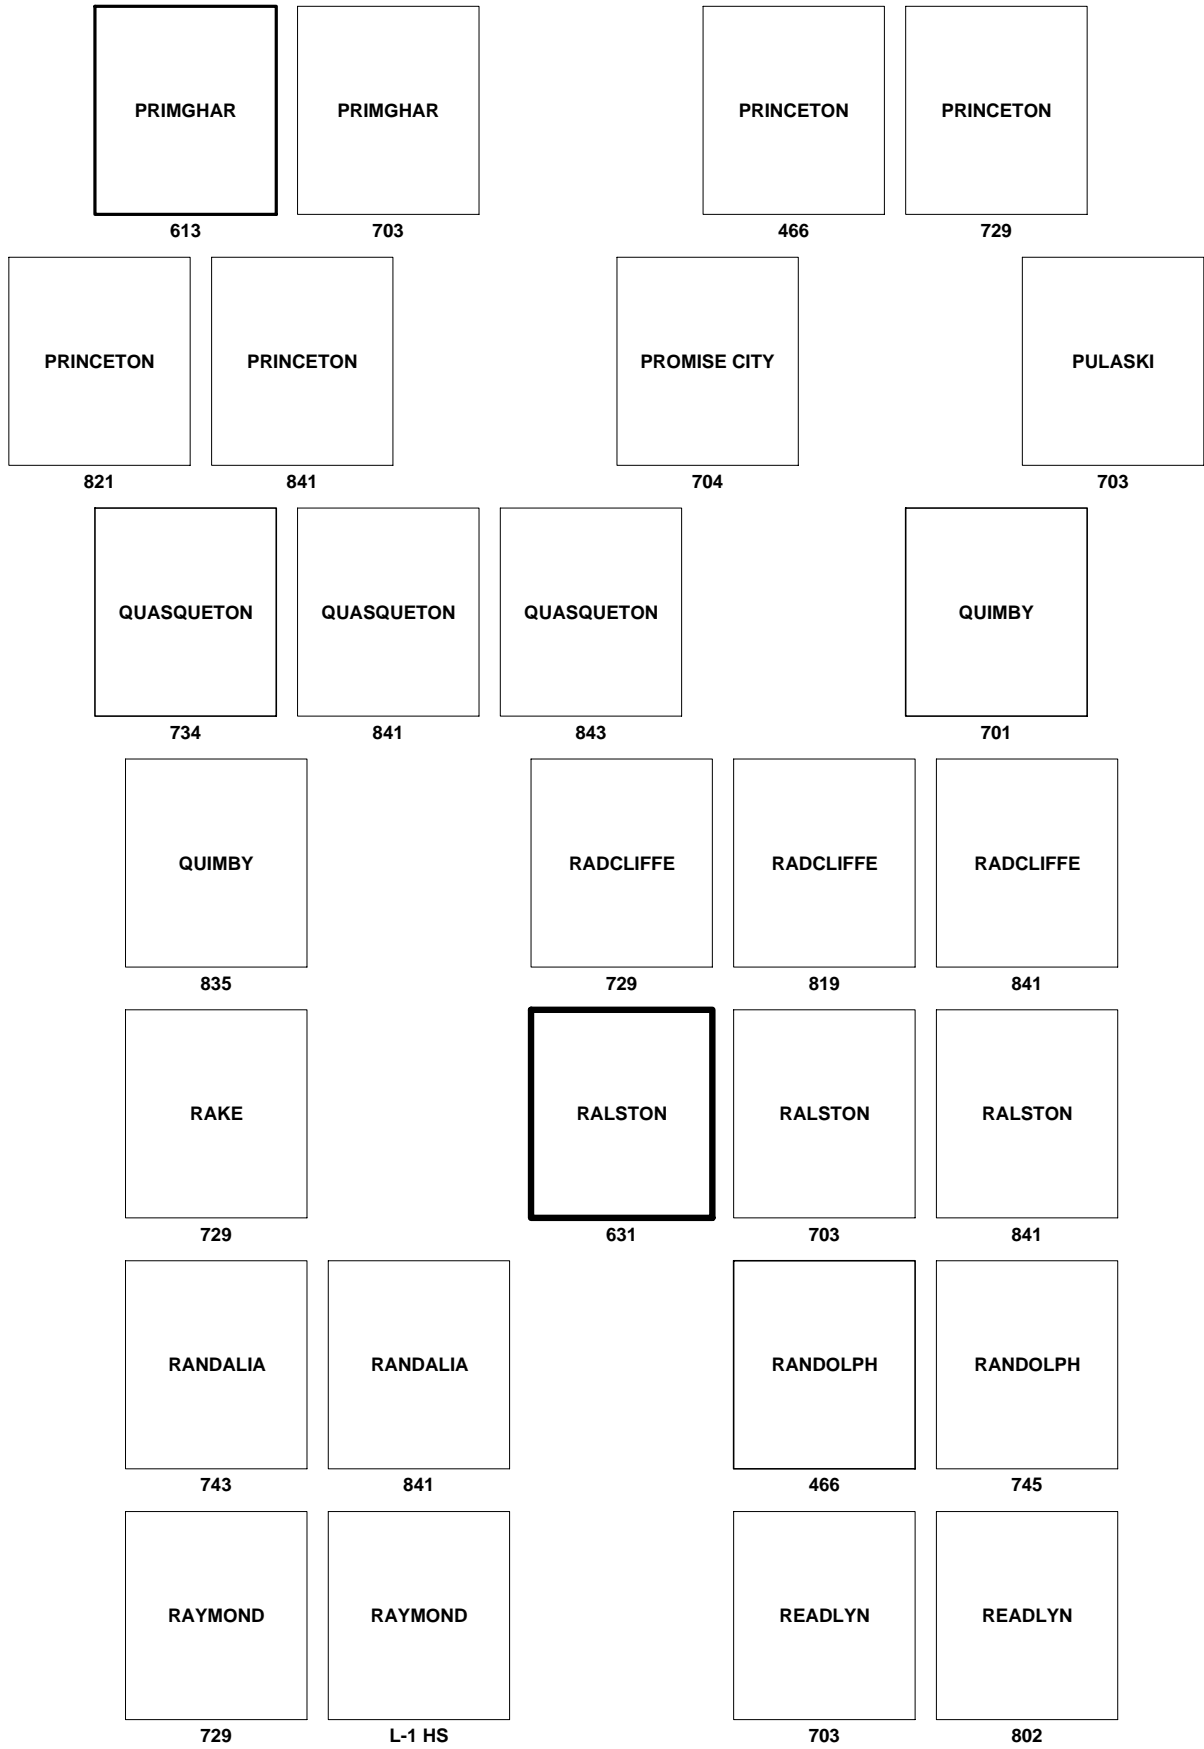 PRIMGHAR PRIMGHAR PRINCETON PRINCETON
613 703 466 729
PRINCETON PRINCETON PROMISE CITY PULASKI
821 841 704 703
QUASQUETON QUASQUETON QUASQUETON QUIMBY
734 841 843 701
QUIMBY RADCLIFFE RADCLIFFE RADCLIFFE
835 729 819 841
RAKE RALSTON RALSTON RALSTON
729 631 703 841
RANDALIA RANDALIA RANDOLPH RANDOLPH
743 841 466 745
RAYMOND RAYMOND READLYN READLYN
729 L-1 HS 703 802